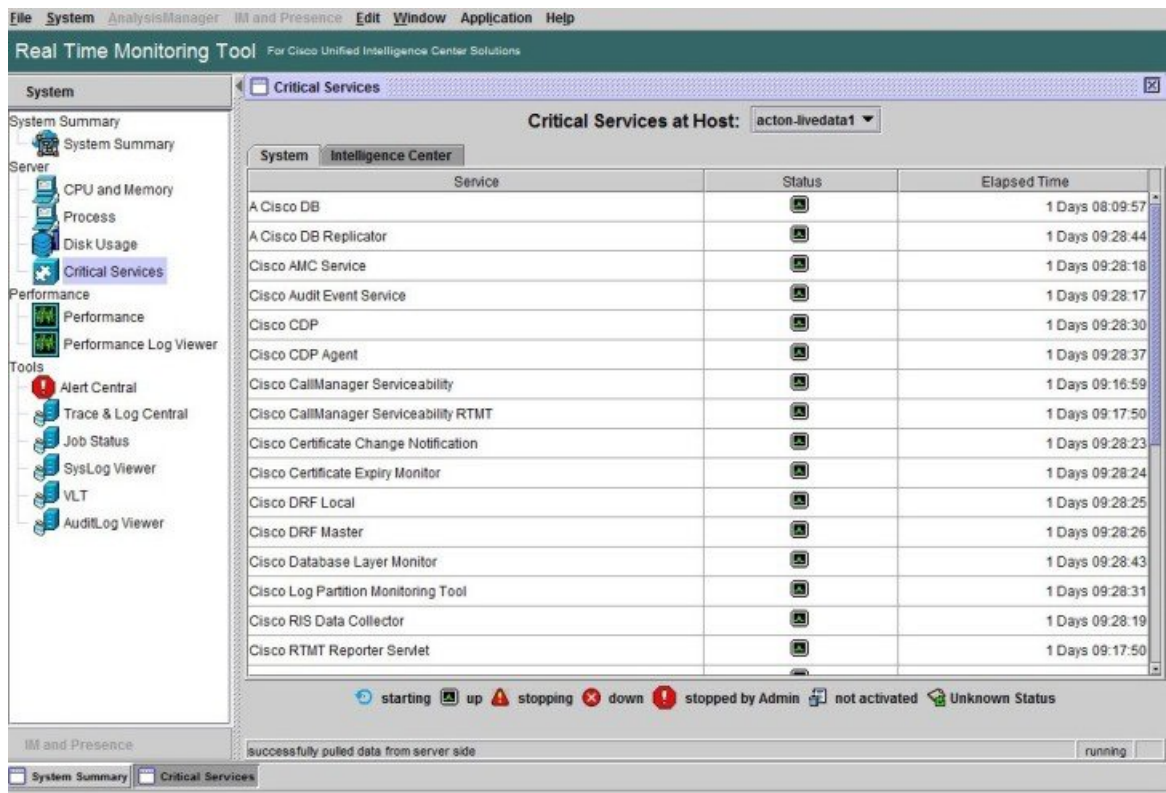 File System AnalysisManager IM and Presence Edit Window Application Help
Real Time Monitoring Tool For Cisco Unified Intelligence Center Solutions
System
System Summary
System Summary
Server
CPU and Memory
Process
Disk Usage
Critical Services
Performance
Performance
Performance Log Viewer
Tools
Alert Central
Trace & Log Central
Job Status
SysLog Viewer
VLT
AuditLog Viewer
IM and Presence
Critical Services
Critical Services at Host: acton-livedata1
System Intelligence Center
Service Status Elapsed Time
A Cisco DB 1 Days 08:09:57
A Cisco DB Replicator 1 Days 09:28:44
Cisco AMC Service 1 Days 09:28:18
Cisco Audit Event Service 1 Days 09:28:17
Cisco CDP 1 Days 09:28:30
Cisco CDP Agent 1 Days 09:28:37
Cisco CallManager Serviceability 1 Days 09:16:59
Cisco CallManager Serviceability RTMT 1 Days 09:17:50
Cisco Certificate Change Notification 1 Days 09:28:23
Cisco Certificate Expiry Monitor 1 Days 09:28:24
Cisco DRF Local 1 Days 09:28:25
Cisco DRF Master 1 Days 09:28:26
Cisco Database Layer Monitor 1 Days 09:28:43
Cisco Log Partition Monitoring Tool 1 Days 09:28:31
Cisco RIS Data Collector 1 Days 09:28:19
Cisco RTMT Reporter Servlet 1 Days 09:17:50
starting up stopping down stopped by Admin not activated Unknown Status
successfully pulled data from server side running
System Summary Critical Services